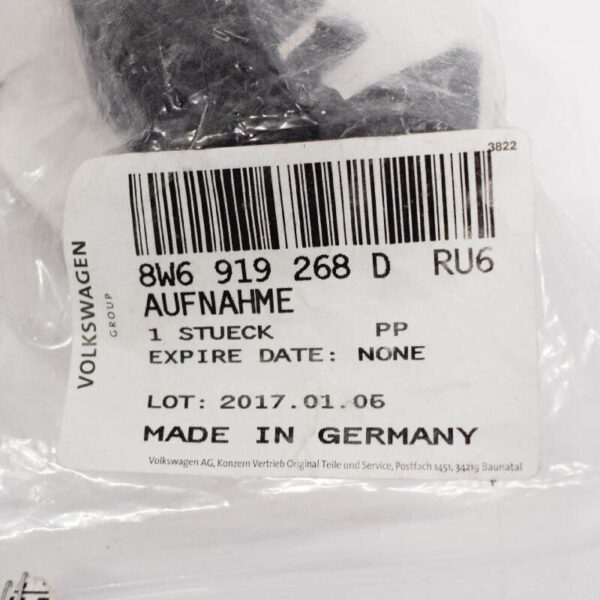 3822
8W6 919 268 D RU6
AUFNAHME
1 STUECK PP
EXPIRE DATE: NONE
LOT: 2017.01.06
MADE IN GERMANY
Volkswagen AG, Konzern Vertrieb Original Teile und Service, Postfach 1451, 34219 Baunatal
T
VOLKSWAGEN
GROUP